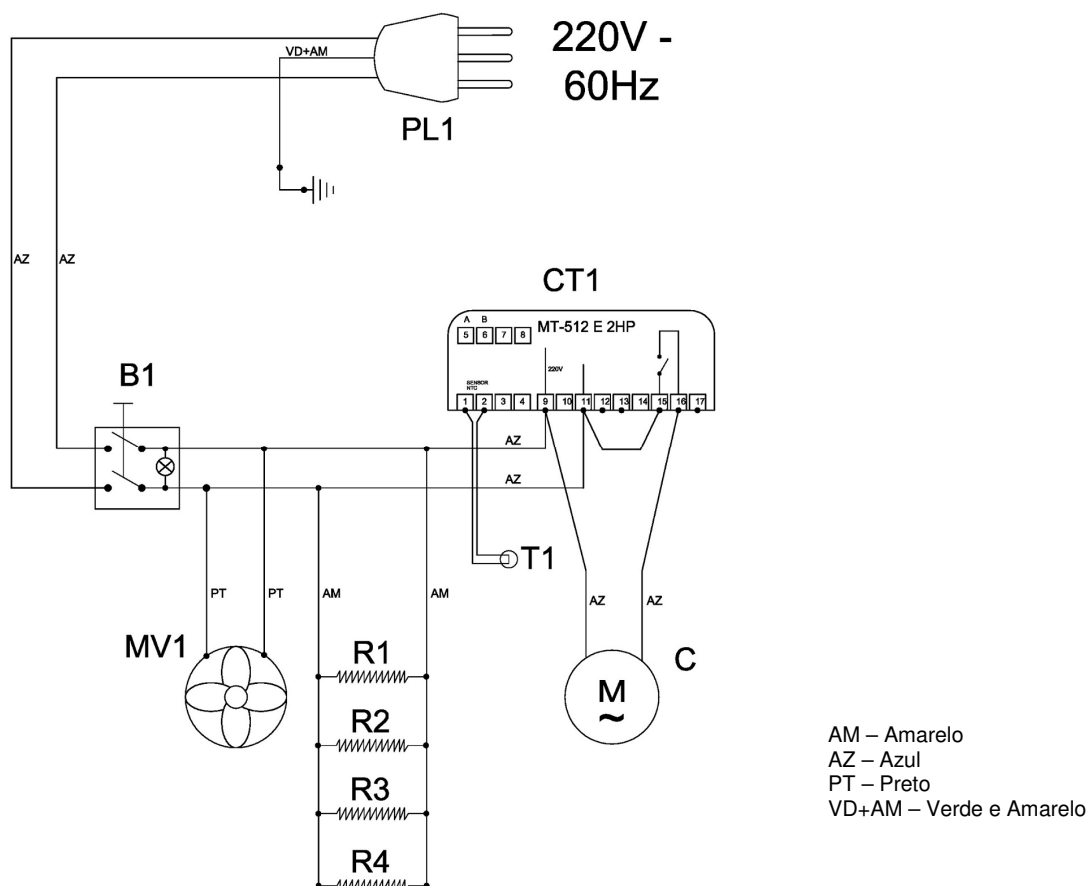 220V -
60Hz
VD+AM
PL1
AZ
AZ
CT1
A B
5 6 7 8
MT-512 E 2HP
220V
SENSOR
NTC
1 2 3 4 9 10 11 12 13 14 15 16 17
B1
AZ
AZ
T1
PT
PT
AM
AM
AZ
AZ
MV1
R1
C
M
~
R2
R3
R4
AM – Amarelo
AZ – Azul
PT – Preto
VD+AM – Verde e Amarelo